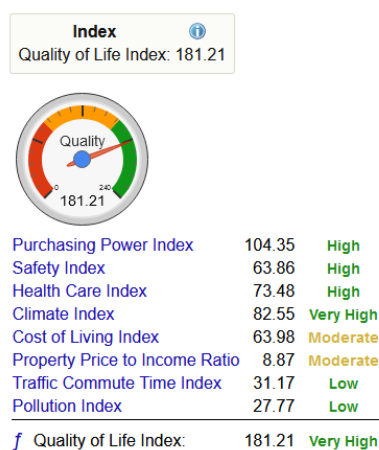 Index
Quality of Life Index: 181.21
Quality
0 240
181.21
Purchasing Power Index 104.35 High
Safety Index 63.86 High
Health Care Index 73.48 High
Climate Index 82.55 Very High
Cost of Living Index 63.98 Moderate
Property Price to Income Ratio 8.87 Moderate
Traffic Commute Time Index 31.17 Low
Pollution Index 27.77 Low
ƒ Quality of Life Index: 181.21 Very High